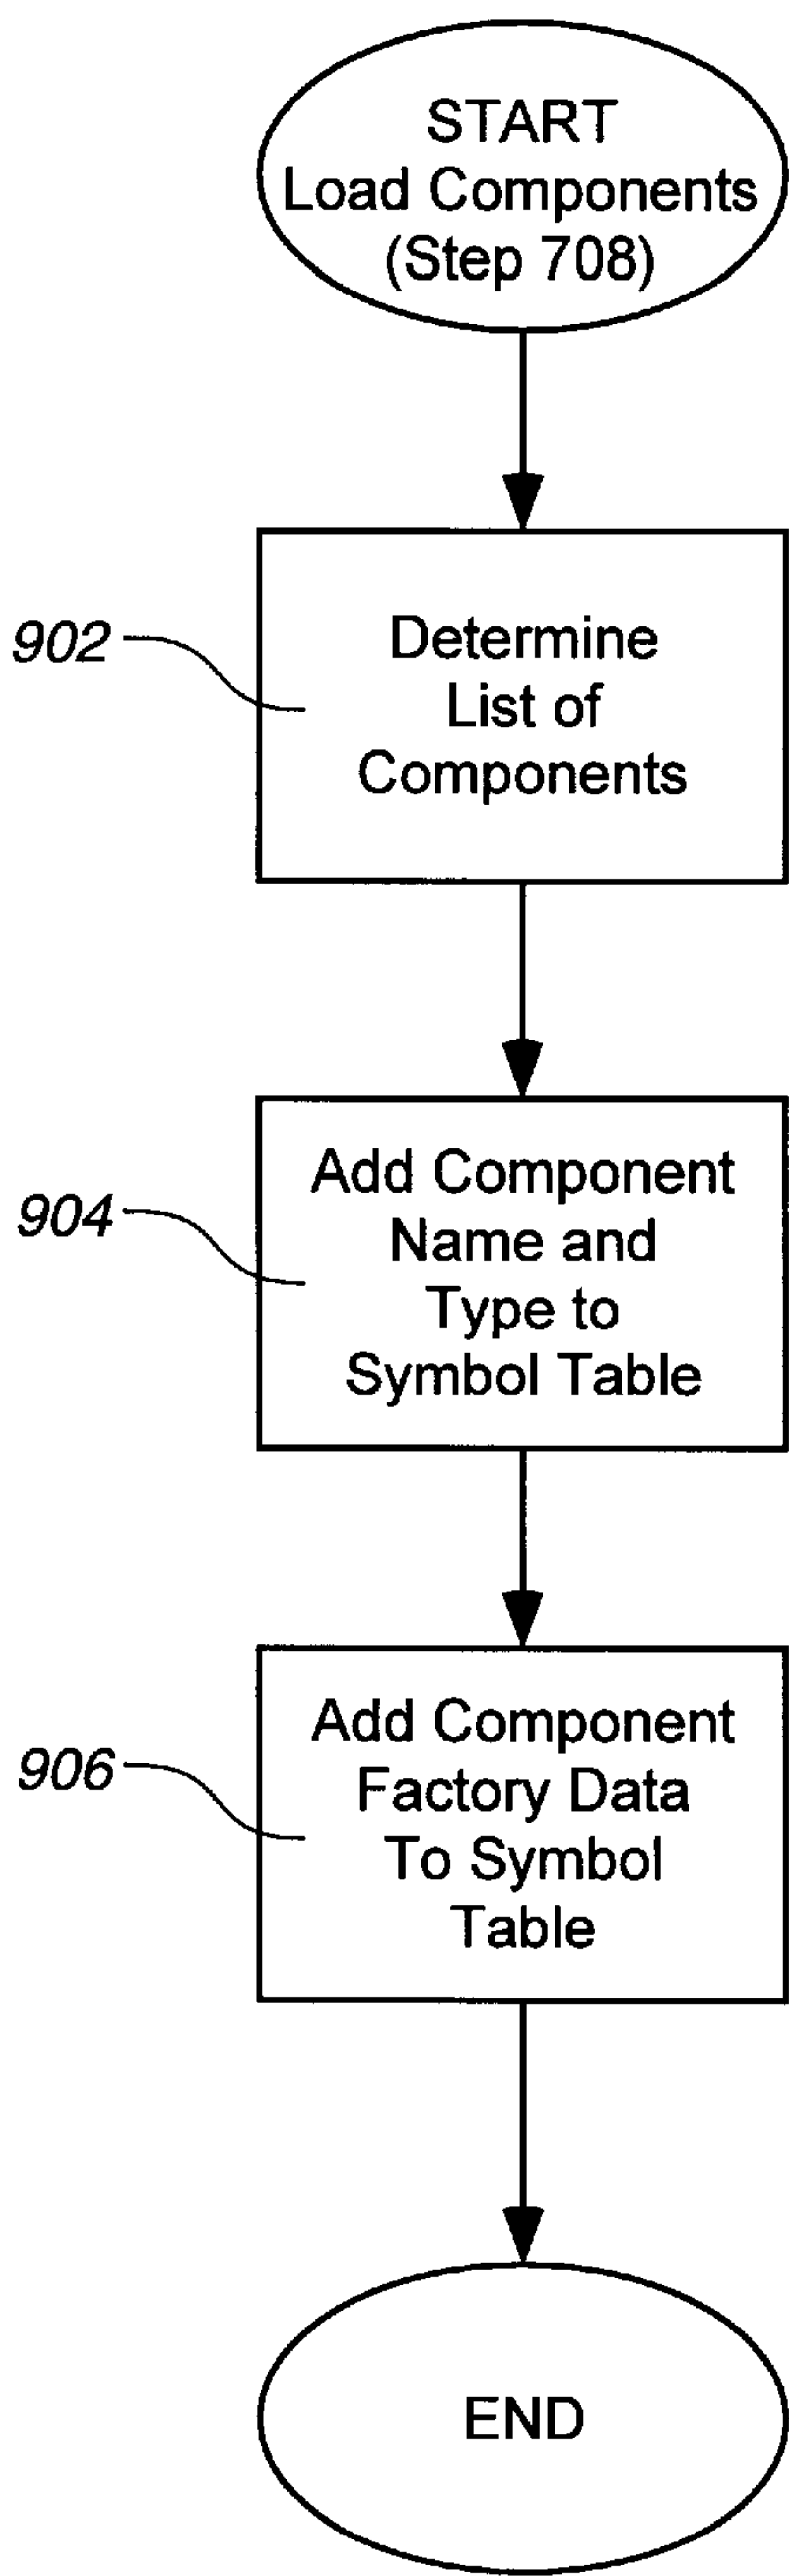 START
Load Components
(Step 708)
902
Determine
List of
Components
904
Add Component
Name and
Type to
Symbol Table
906
Add Component
Factory Data
To Symbol
Table
END